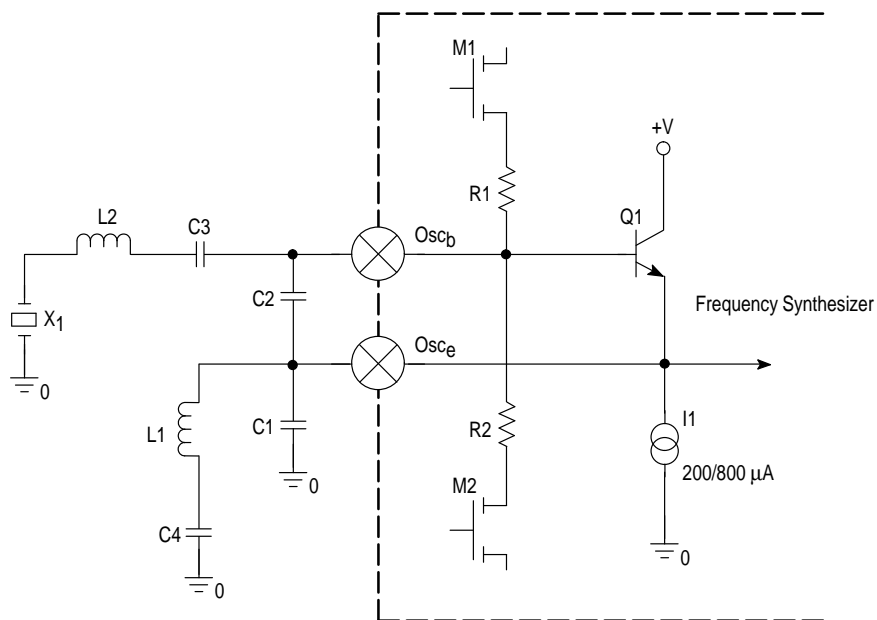 M1
+V
R1
Q1
L2
C3
Osc_b
C2
X1
Frequency Synthesizer
Osc_e
0
L1
C1
R2
I1
0
200/800 μA
M2
C4
0
0